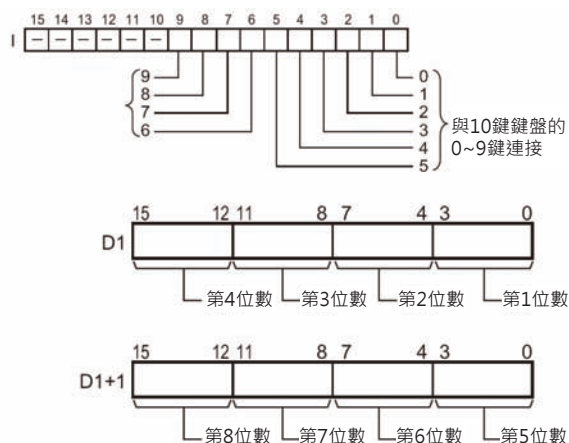 15 14 13 12 11 10 9 8 7 6 5 4 3 2 1 0
I – – – – – –
9 0
8 1
7 2
6 3
4
5
與10鍵鍵盤的
0~9鍵連接
15 12 11 8 7 4 3 0
D1
第4位數 第3位數 第2位數 第1位數
15 12 11 8 7 4 3 0
D1+1
第8位數 第7位數 第6位數 第5位數